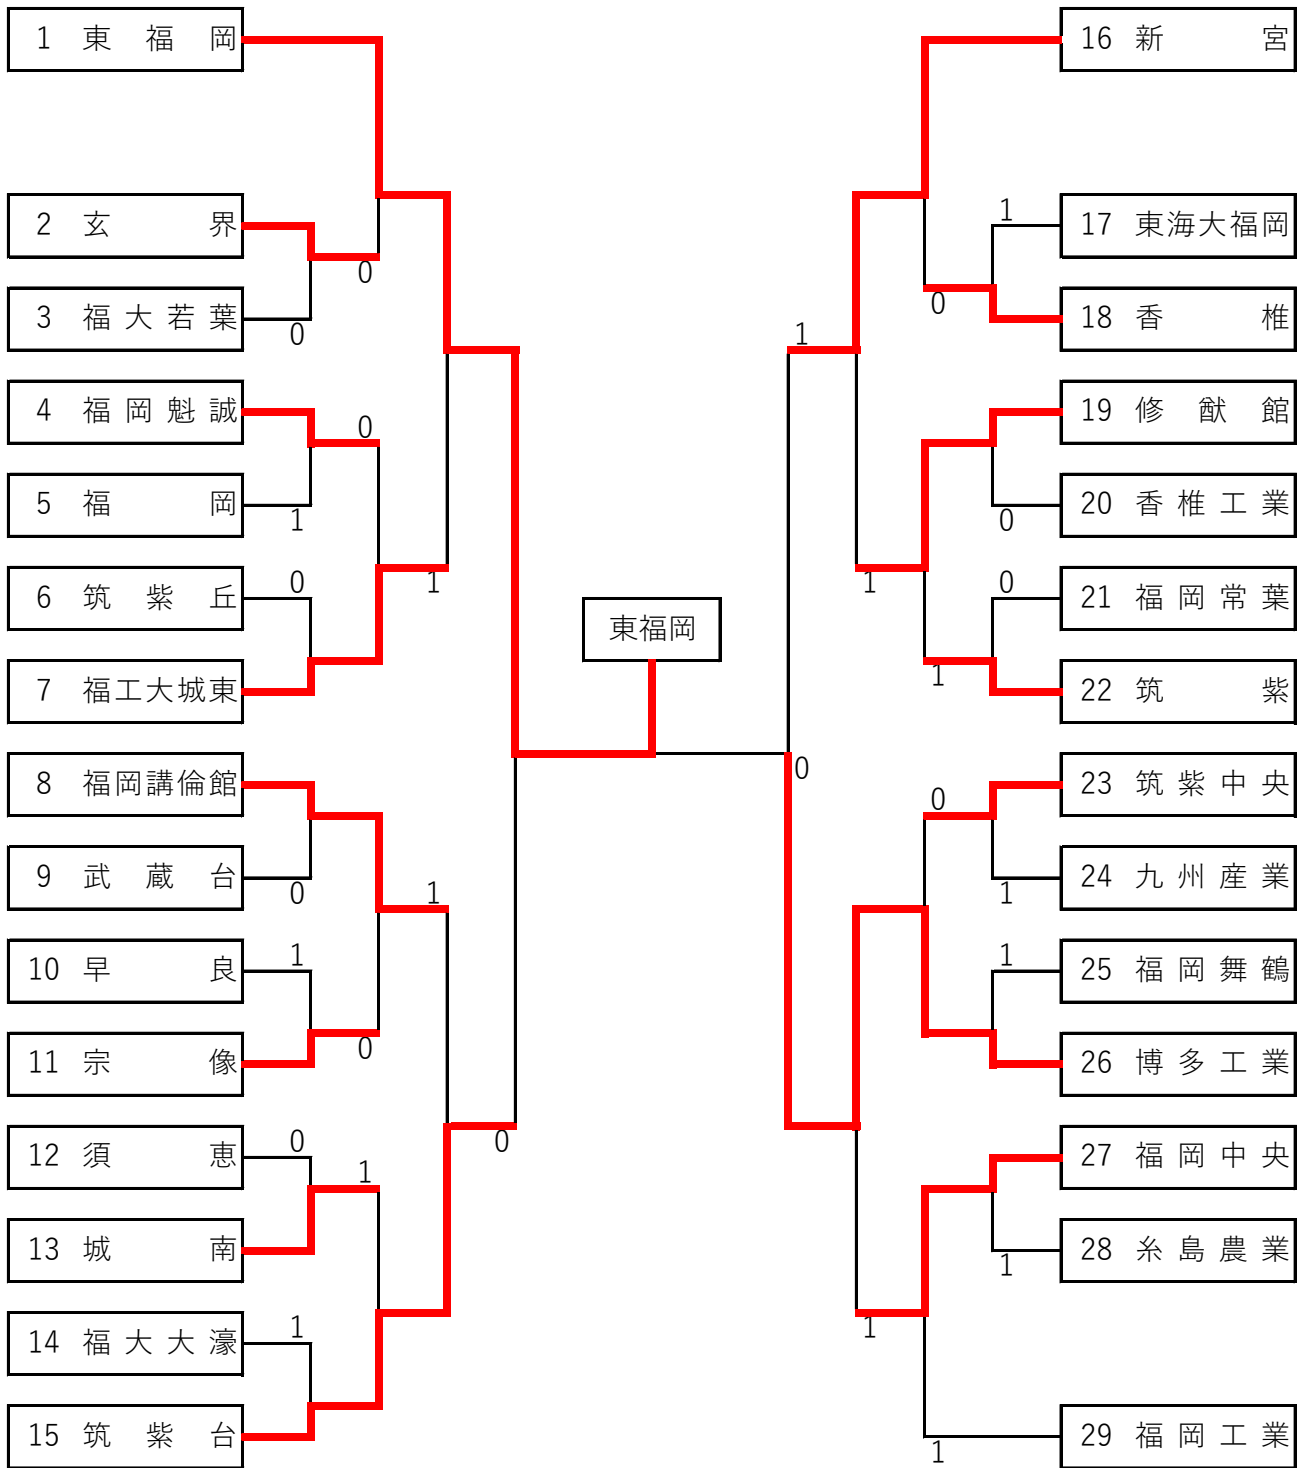 1 東福岡
2 玄界
0
3 福大若葉
0
4 福岡魁誠
0
5 福岡
1
6 筑紫丘
0
1
7 福工大城東
8 福岡講倫館
9 武蔵台
0
1
10 早良
1
11 宗像
0
12 須恵
0
0
1
13 城南
14 福大大濠
1
15 筑紫台
東福岡
16 新宮
1
17 東海大福岡
0
18 香椎
1
19 修猷館
20 香椎工業
0
0
21 福岡常葉
1
1
22 筑紫
0
0
23 筑紫中央
24 九州産業
1
1
25 福岡舞鶴
26 博多工業
27 福岡中央
28 糸島農業
1
1
29 福岡工業
1